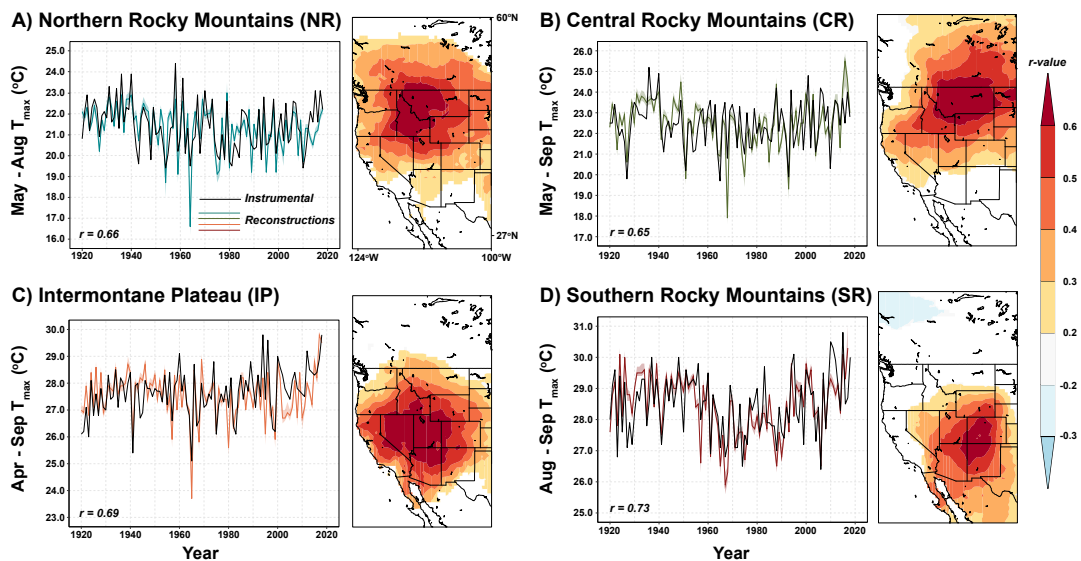 A) Northern Rocky Mountains (NR)
May - Aug Tmax (°C)
25.0
24.0
23.0
22.0
21.0
20.0
19.0
18.0
17.0
16.0
Instrumental
Reconstructions
r = 0.66
1920 1940 1960 1980 2000 2020
60°N
27°N
124°W 100°W
B) Central Rocky Mountains (CR)
May - Sep Tmax (°C)
26.0
25.0
24.0
23.0
22.0
21.0
20.0
19.0
18.0
17.0
r = 0.65
1920 1940 1960 1980 2000 2020
r-value
0.6
0.5
0.4
0.3
0.2
-0.2
-0.3
C) Intermontane Plateau (IP)
Apr - Sep Tmax (°C)
30.0
29.0
28.0
27.0
26.0
25.0
24.0
23.0
r = 0.69
1920 1940 1960 1980 2000 2020
Year
D) Southern Rocky Mountains (SR)
Aug - Sep Tmax (°C)
31.0
30.0
29.0
28.0
27.0
26.0
25.0
r = 0.73
1920 1940 1960 1980 2000 2020
Year